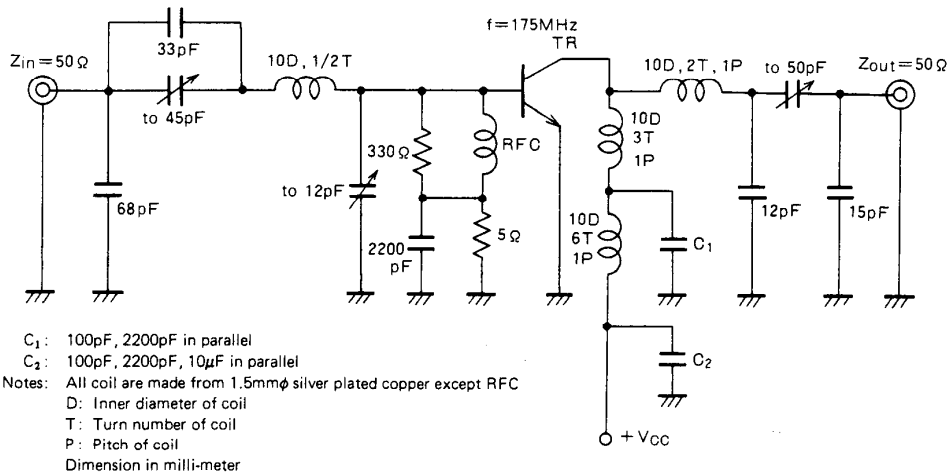 f=175MHz
TR
33pF
Zin=50Ω
10D, 1/2T
10D, 2T, 1P
to 50pF
Zout=50Ω
to 45pF
10D
3T
1P
330Ω
RFC
to 12pF
68pF
12pF
15pF
10D
6T
1P
5Ω
C1
2200
pF
C2
C1: 100pF, 2200pF in parallel
C2: 100pF, 2200pF, 10μF in parallel
Notes: All coil are made from 1.5mmϕ silver plated copper except RFC
D: Inner diameter of coil
T: Turn number of coil
P: Pitch of coil
Dimension in milli-meter
+VCC